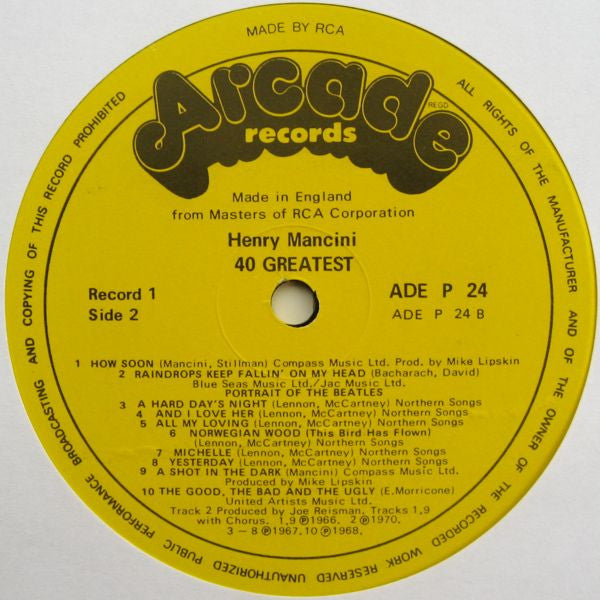 MADE BY RCA
ALL RIGHTS OF THE MANUFACTURER AND OF THE OWNER OF THE RECORDED WORK RESERVED UNAUTHORIZED PUBLIC PERFORMANCE BROADCASTING AND COPYING OF THIS RECORD PROHIBITED
Arcade
REGD
records
Made in England
from Masters of RCA Corporation
Henry Mancini
40 GREATEST
Record 1
Side 2
ADE P 24
ADE P 24 B
1 HOW SOON (Mancini, Stillman) Compass Music Ltd. Prod. by Mike Lipskin
2 RAINDROPS KEEP FALLIN' ON MY HEAD (Bacharach, David)
Blue Seas Music Ltd./Jac Music Ltd.
PORTRAIT OF THE BEATLES
3 A HARD DAY'S NIGHT (Lennon, McCartney) Northern Songs
4 AND I LOVE HER (Lennon, McCartney) Northern Songs
5 ALL MY LOVING (Lennon, McCartney) Northern Songs
6 NORWEGIAN WOOD (This Bird Has Flown)
(Lennon, McCartney) Northern Songs
7 MICHELLE (Lennon, McCartney) Northern Songs
8 YESTERDAY (Lennon, McCartney) Northern Songs
9 A SHOT IN THE DARK (Mancini) Compass Music Ltd.
Produced by Mike Lipskin
10 THE GOOD, THE BAD AND THE UGLY (E.Morricone)
United Artists Music Ltd.
Track 2 Produced by Joe Reisman. Tracks 1,9
with Chorus. 1,9 ℗1966. 2 ℗1970.
3 – 8 ℗1967. 10 ℗1968.